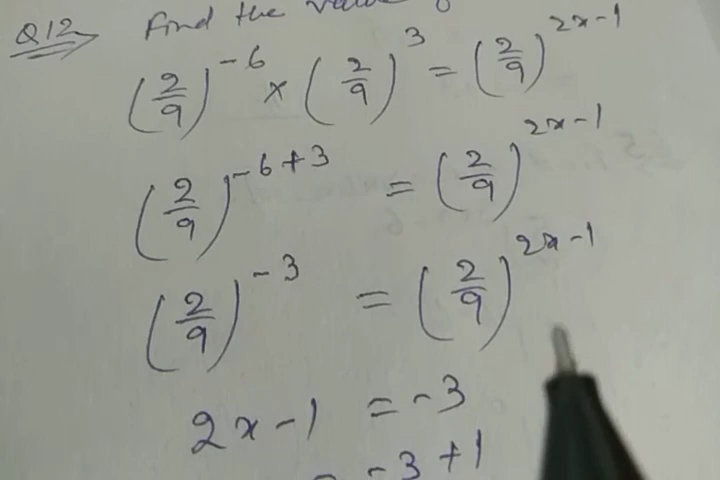 Q12 Find the value
(2/9)^-6 × (2/9)^3 = (2/9)^2x-1
(2/9)^-6+3 = (2/9)^2x-1
(2/9)^-3 = (2/9)^2x-1
2x-1 = -3
= -3+1